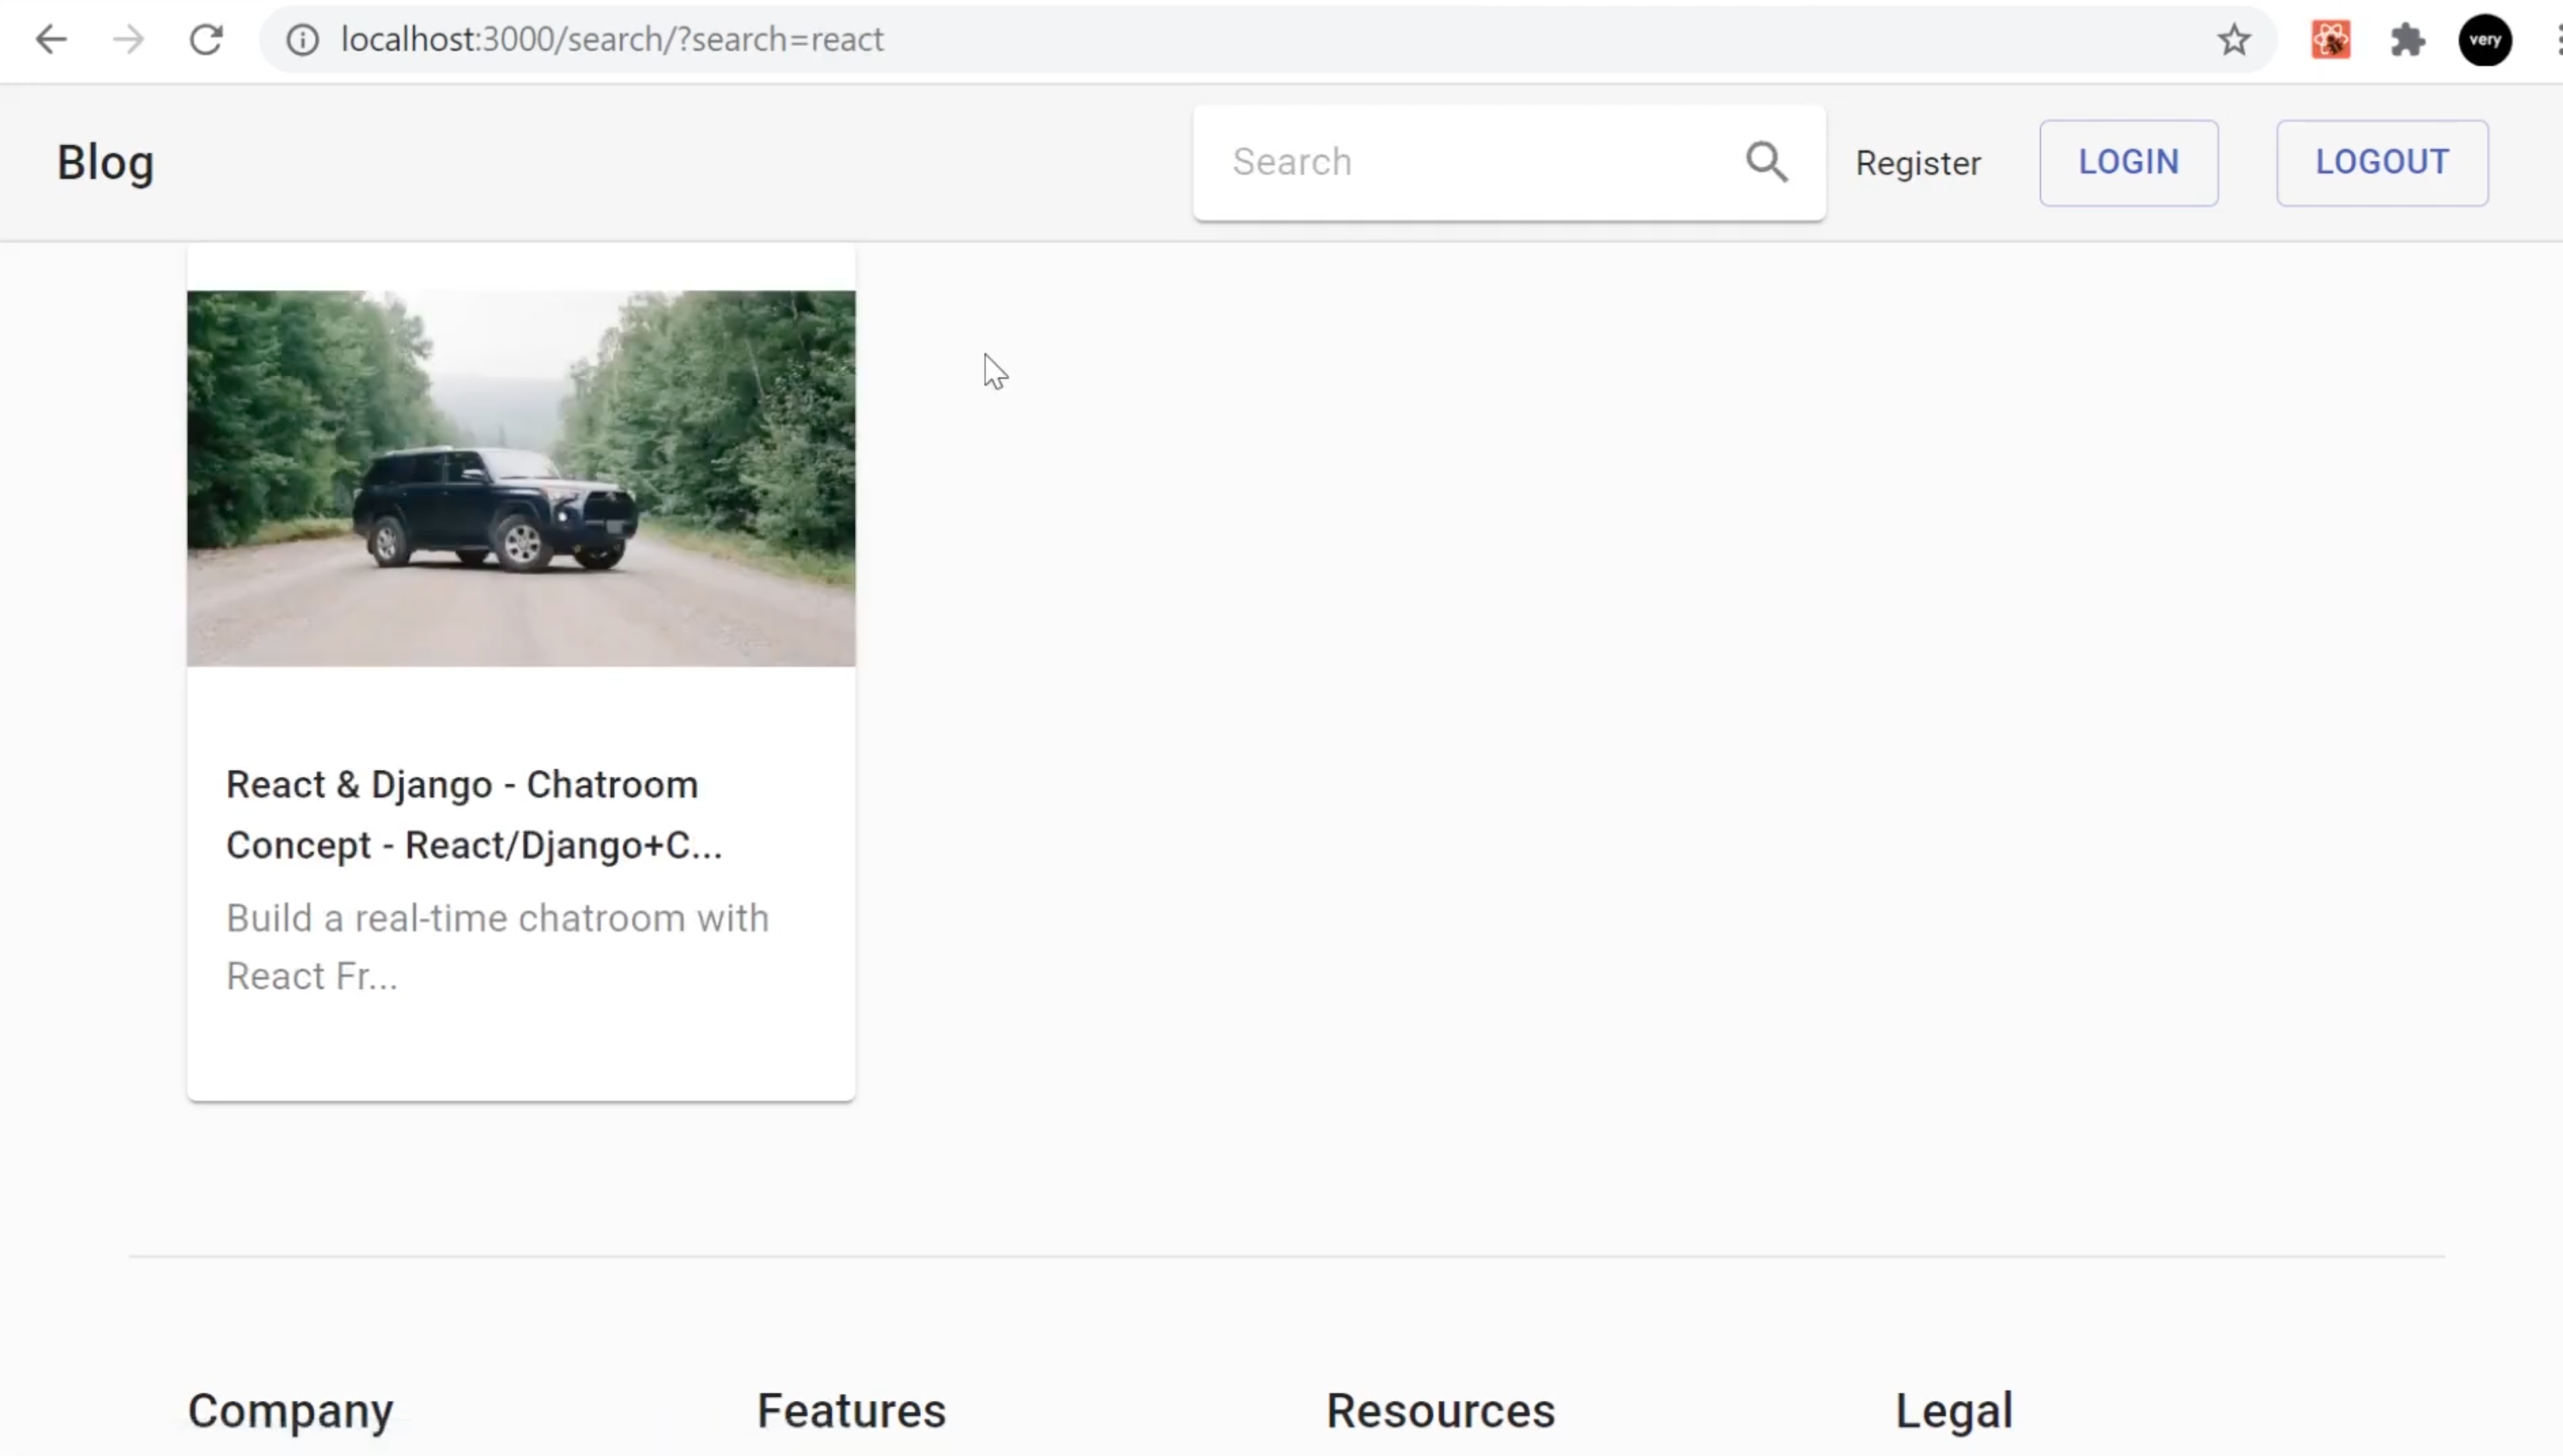 localhost:3000/search/?search=react
very
Blog
Search
Register
LOGIN
LOGOUT
React & Django - Chatroom
Concept - React/Django+C...
Build a real-time chatroom with
React Fr...
Company
Features
Resources
Legal